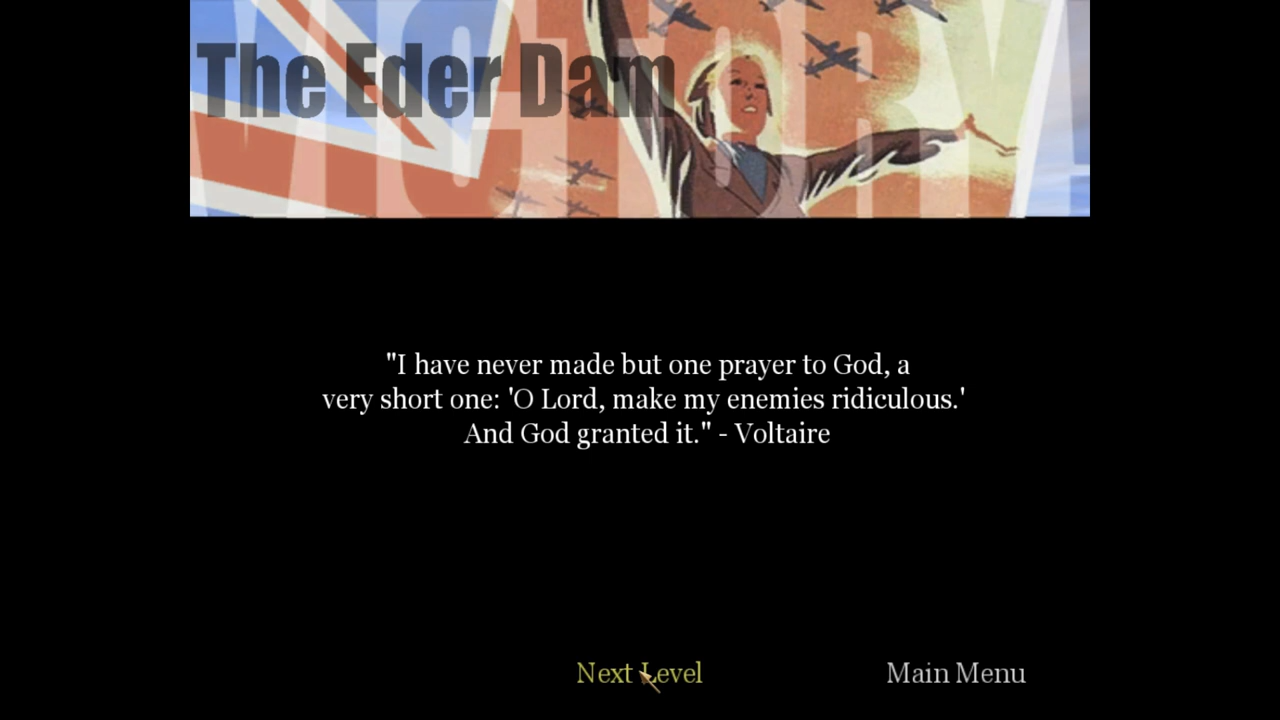 VICTORY!
The Eder Dam
"I have never made but one prayer to God, a
very short one: 'O Lord, make my enemies ridiculous.'
And God granted it." - Voltaire
Next Level
Main Menu